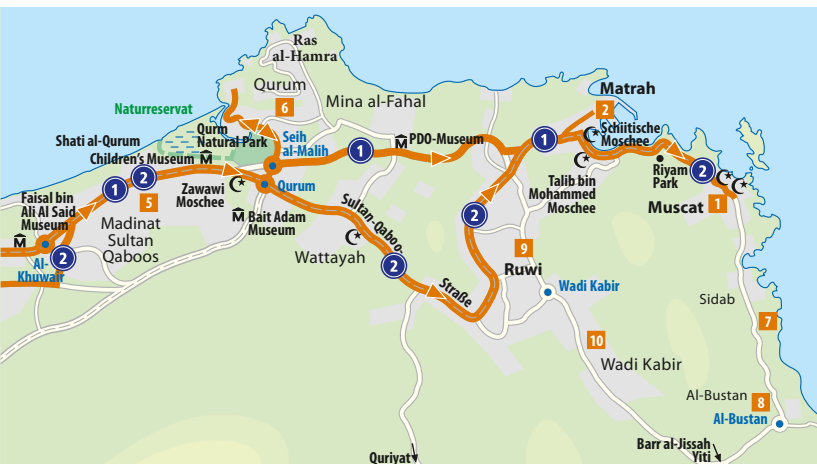 Ras
al-Hamra
Qurum
6
Mina al-Fahal
Matrah
2
Naturreservat
Qurm
Natural Park
Seih
al-Malih
1
PDO-Museum
1
Schiitische
Moschee
Shati al-Qurum
Children's Museum
2
1
Zawawi
Moschee
Qurum
Talib bin
Mohammed
Moschee
Riyam
Park
2
Muscat
1
Faisal bin
Ali Al Said
Museum
5
Madinat
Sultan
Qaboos
Bait Adam
Museum
Sultan-Qaboo-
Straße
2
Wattayah
2
9
Ruwi
Al-
Khuwair
2
Wadi Kabir
Sidab
7
10
Wadi Kabir
Al-Bustan
8
Al-Bustan
Quriyat
Barr al-Jissah
Yiti